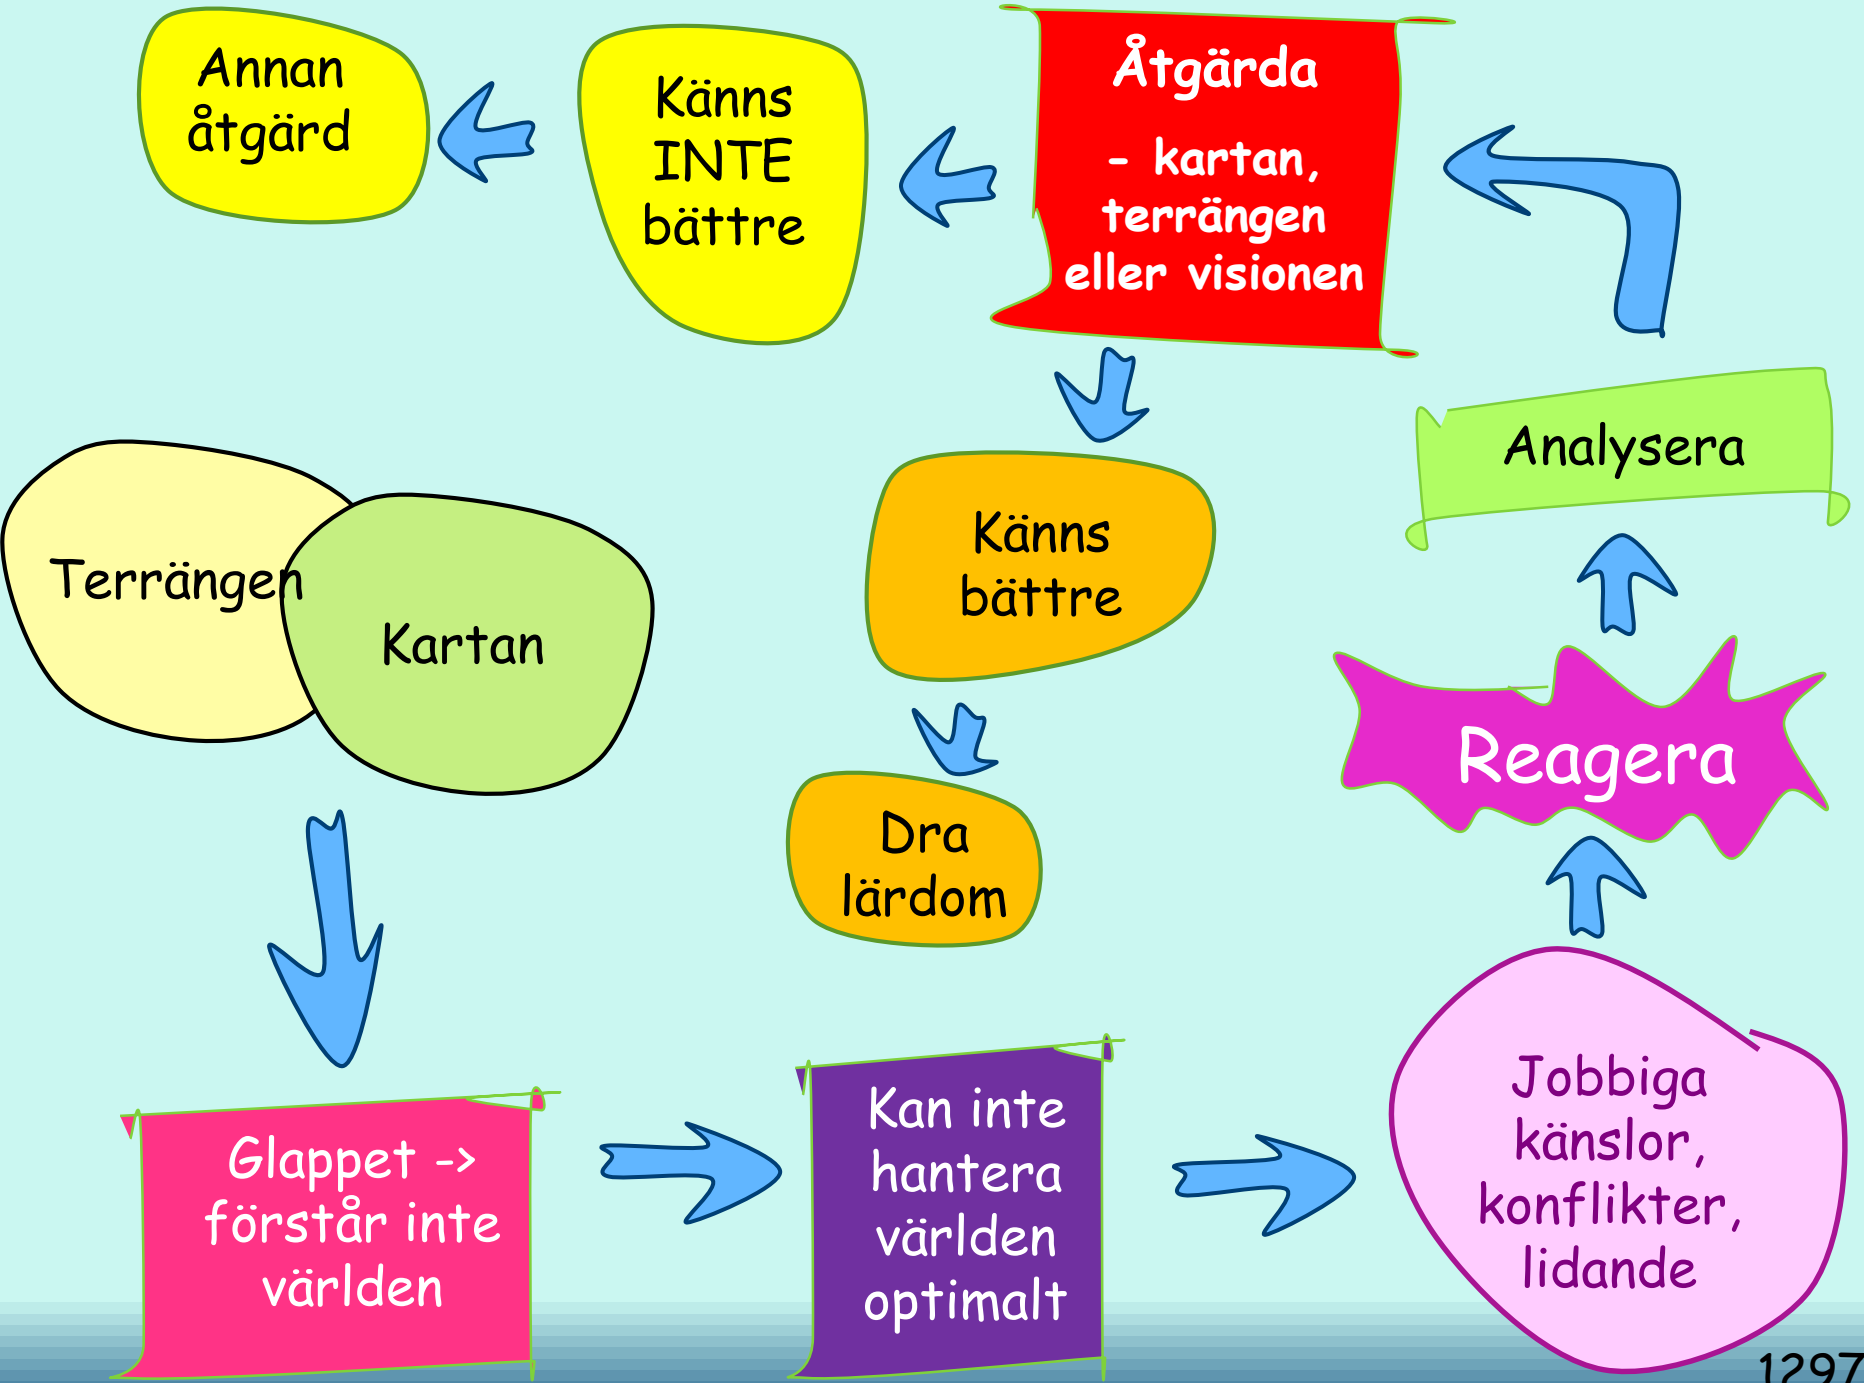 Annan
åtgärd
Känns
INTE
bättre
Åtgärda
- kartan,
terrängen
eller visionen
Analysera
Terrängen
Kartan
Känns
bättre
Reagera
Dra
lärdom
Glappet ->
förstår inte
världen
Kan inte
hantera
världen
optimalt
Jobbiga
känslor,
konflikter,
lidande
1297